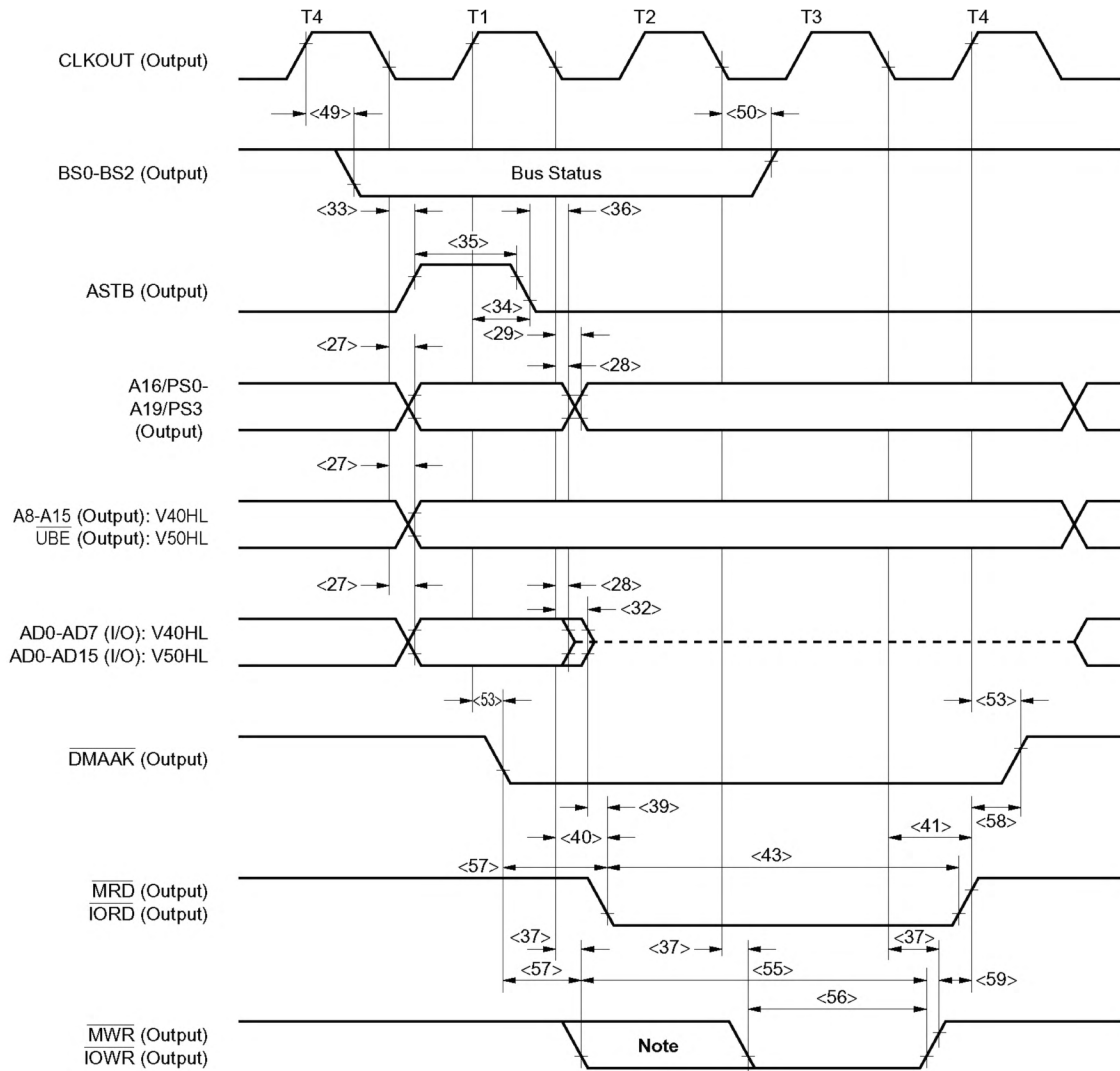 T4 T1 T2 T3 T4
CLKOUT (Output)
<49> <50>
BS0-BS2 (Output) Bus Status
<33> <36>
<35>
ASTB (Output)
<34>
<29>
<27>
<28>
A16/PS0-
A19/PS3
(Output)
<27>
A8-A15 (Output): V40HL
UBE (Output): V50HL
<27> <28>
<32>
AD0-AD7 (I/O): V40HL
AD0-AD15 (I/O): V50HL
<53> <53>
DMAAK (Output)
<39>
<58>
<40> <41>
<57> <43>
MRD (Output)
IORD (Output)
<37> <37> <37>
<57> <55> <59>
<56>
MWR (Output)
Note
IOWR (Output)